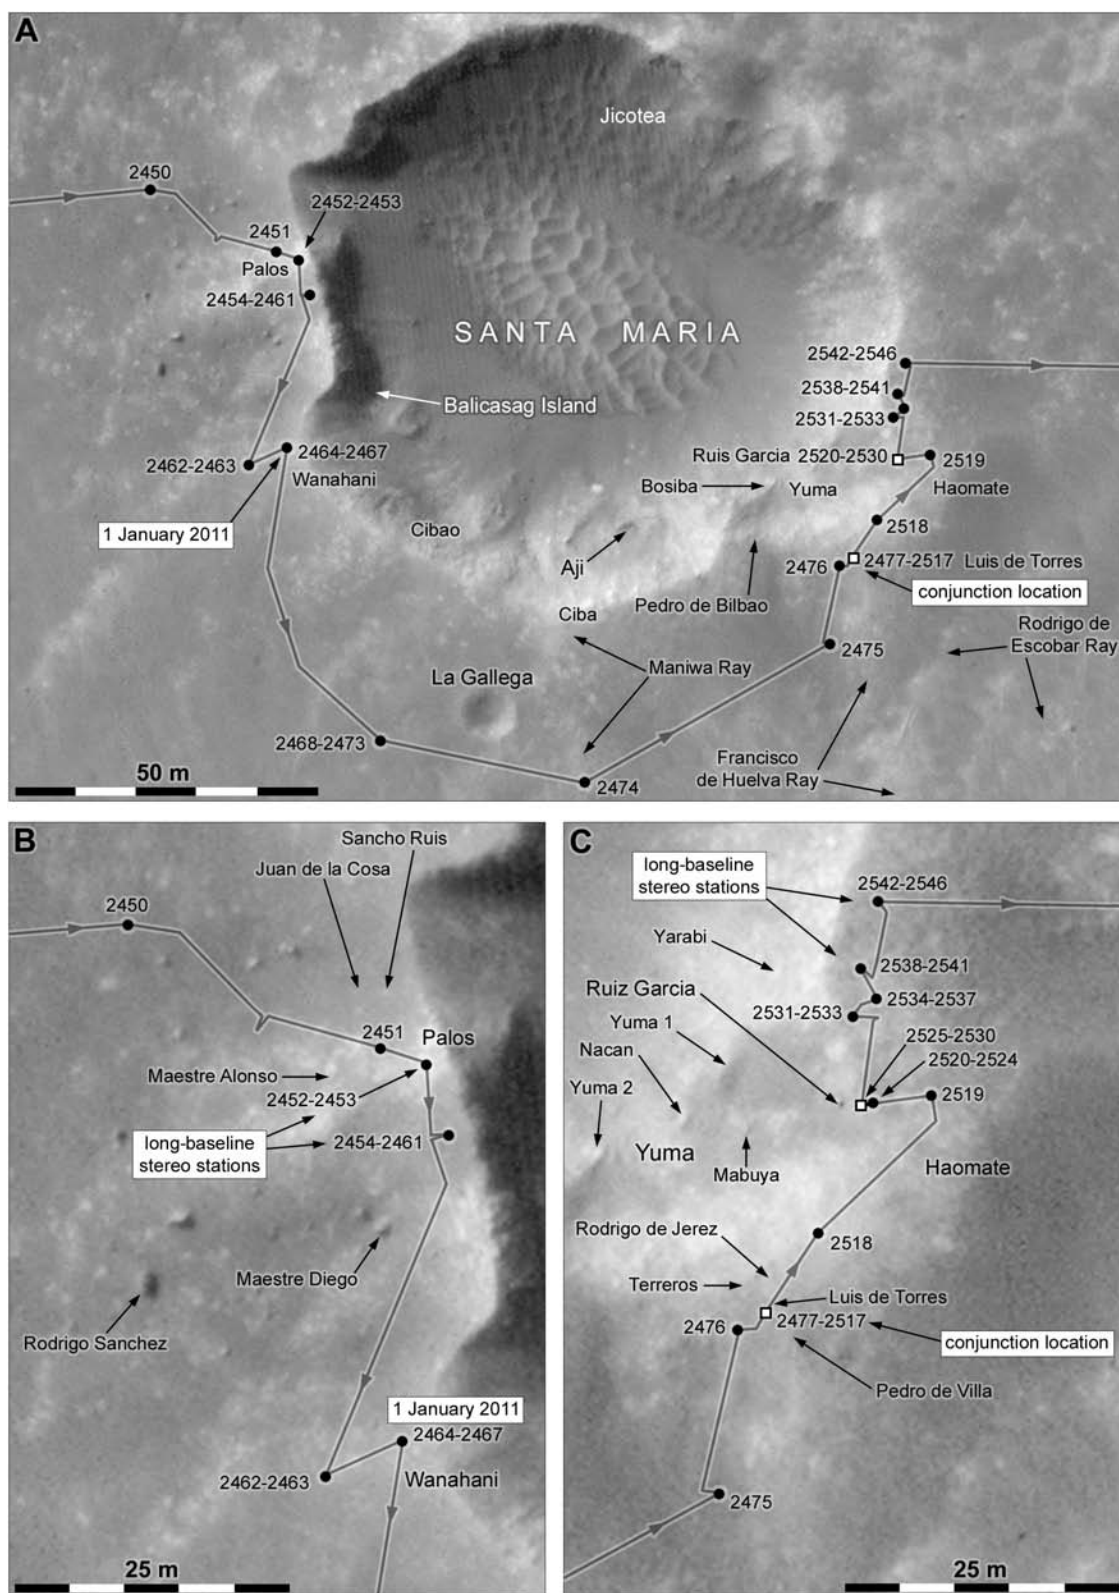 A
Jicotea
2450
2452-2453
2451
Palos
2454-2461
SANTA MARIA
2542-2546
2538-2541
2531-2533
Balicasag Island
2462-2463
2464-2467
Wanahani
Ruis Garcia 2520-2530
2519
Bosiba
Yuma
Haomate
1 January 2011
Cibao
2518
Aji
2476
2477-2517
Luis de Torres
Pedro de Bilbao
conjunction location
Ciba
Rodrigo de
Escobar Ray
2475
Maniwa Ray
La Gallega
2468-2473
Francisco
de Huelva Ray
50 m
2474
B
Sancho Ruis
Juan de la Cosa
2450
2451
Palos
Maestre Alonso
2452-2453
long-baseline
stereo stations
2454-2461
Maestre Diego
Rodrigo Sanchez
1 January 2011
2464-2467
2462-2463
Wanahani
25 m
C
long-baseline
stereo stations
2542-2546
Yarabi
2538-2541
Ruiz Garcia
2534-2537
2531-2533
Yuma 1
2525-2530
Nacan
2520-2524
Yuma 2
2519
Yuma
Mabuya
Haomate
Rodrigo de Jerez
2518
Terreros
Luis de Torres
2476
2477-2517
conjunction location
Pedro de Villa
2475
25 m